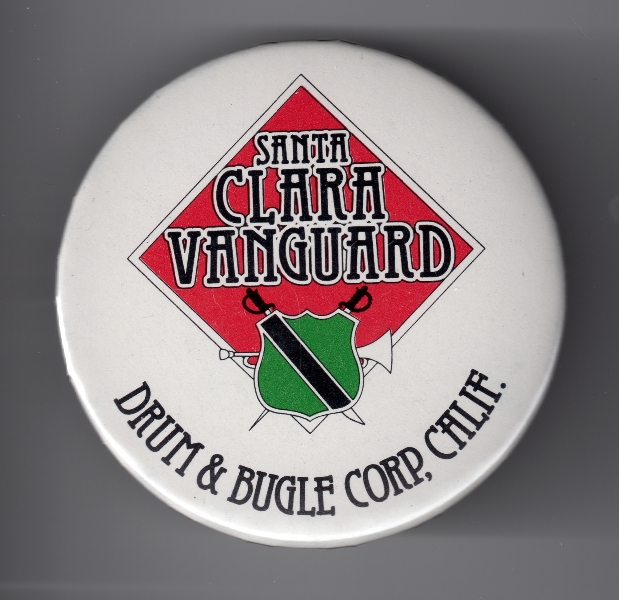 SANTA
CLARA
VANGUARD
DRUM & BUGLE CORP, CALIF.